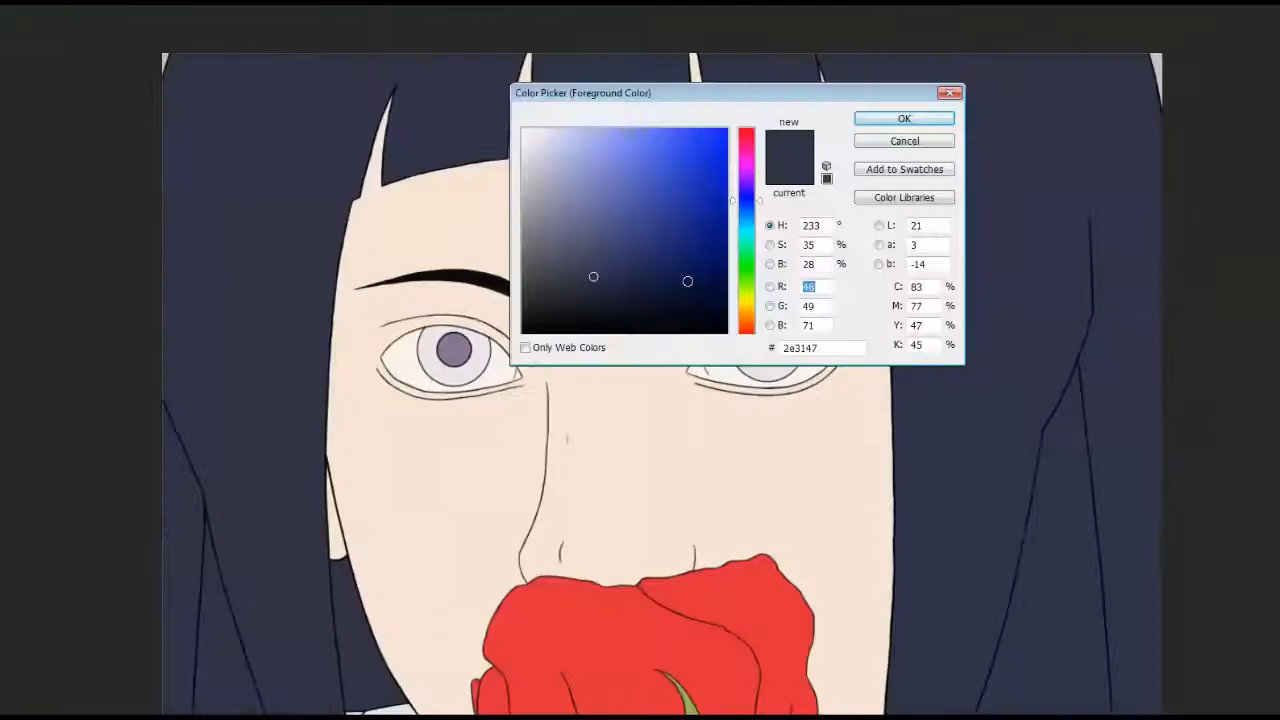 Color Picker (Foreground Color)
new
current
OK
Cancel
Add to Swatches
Color Libraries
H: 233 °
S: 35 %
B: 28 %
R: 46
G: 49
B: 71
L: 21
a: 3
b: -14
C: 83 %
M: 77 %
Y: 47 %
K: 45 %
Only Web Colors
# 2e3147